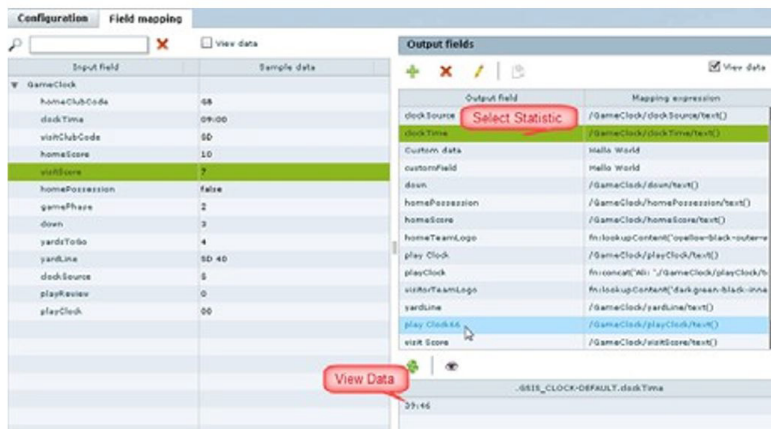 Configuration Field mapping
View data
Input field Sample data
GameClock
homeClubCode GB
clockTime 09:00
visitClubCode SD
homeScore 10
visitScore 7
homePossession false
gamePhase 2
down 3
yardsToGo 4
yardLine SD 40
clockSource S
playReview 0
playClock 00
Output fields
View data
Output field Mapping expression
clockSource /GameClock/clockSource/text()
Select Statistic
clockTime /GameClock/clockTime/text()
Custom data Hello World
customField Hello World
down /GameClock/down/text()
homePossession /GameClock/homePossession/text()
homeScore /GameClock/homeScore/text()
homeTeamLogo
play Clock /GameClock/playClock/text()
playClock
visitorTeamLogo
yardLine /GameClock/yardLine/text()
play Clock66 /GameClock/playClock/text()
visit Score /GameClock/visitScore/text()
View Data
.GSIS_CLOCK-DEFAULT.clockTime